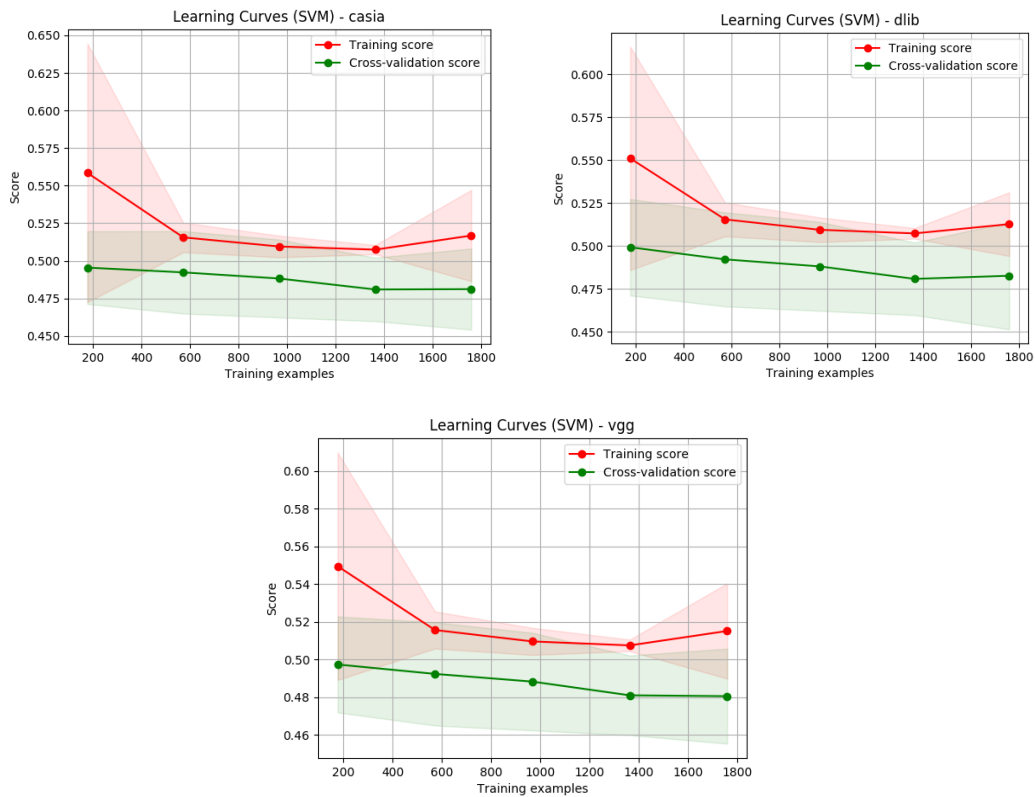 Learning Curves (SVM) - casia
0.650
0.625
0.600
0.575
0.550
0.525
0.500
0.475
0.450
Score
Training score
Cross-validation score
200 400 600 800 1000 1200 1400 1600 1800
Training examples
Learning Curves (SVM) - dlib
0.600
0.575
0.550
0.525
0.500
0.475
0.450
Score
Training score
Cross-validation score
200 400 600 800 1000 1200 1400 1600 1800
Training examples
Learning Curves (SVM) - vgg
0.60
0.58
0.56
0.54
0.52
0.50
0.48
0.46
Score
Training score
Cross-validation score
200 400 600 800 1000 1200 1400 1600 1800
Training examples